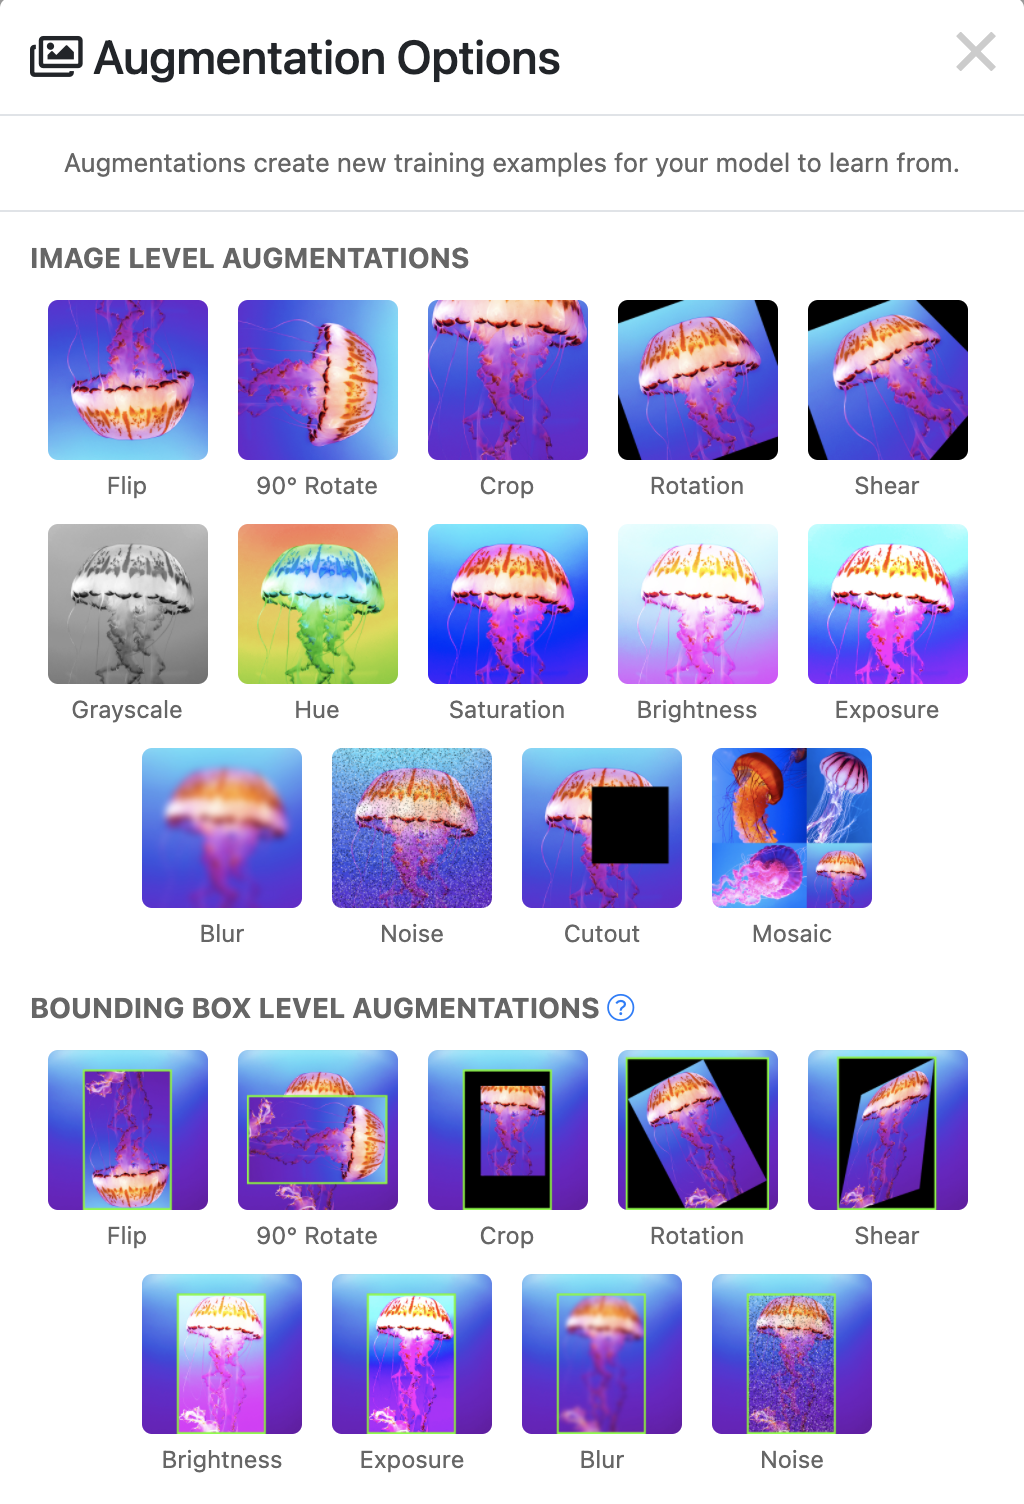 Augmentation Options
Augmentations create new training examples for your model to learn from.
IMAGE LEVEL AUGMENTATIONS
Flip
90° Rotate
Crop
Rotation
Shear
Grayscale
Hue
Saturation
Brightness
Exposure
Blur
Noise
Cutout
Mosaic
BOUNDING BOX LEVEL AUGMENTATIONS ?
Flip
90° Rotate
Crop
Rotation
Shear
Brightness
Exposure
Blur
Noise